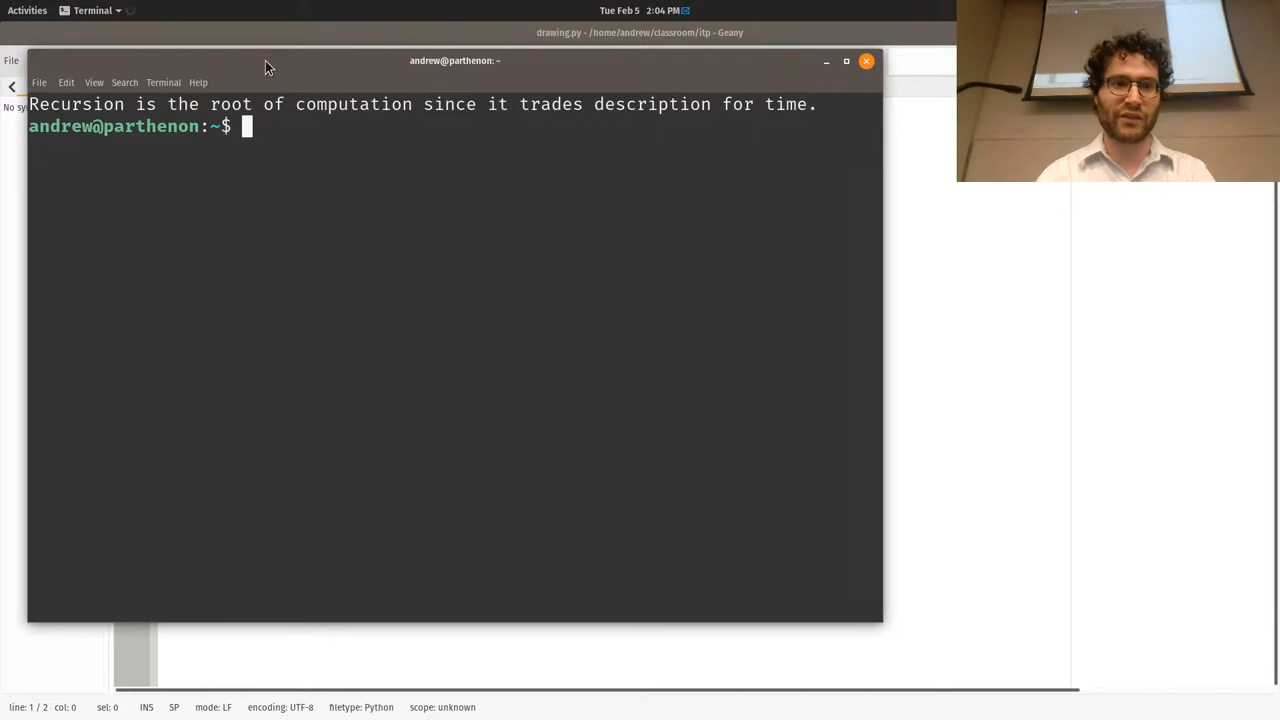 Activities Terminal Tue Feb 5 2:04 PM
drawing.py - /home/andrew/classroom/itp - Geany
File
andrew@parthenon: ~
File Edit View Search Terminal Help
No sy
Recursion is the root of computation since it trades description for time.
andrew@parthenon:~$
line: 1 / 2 col: 0 sel: 0 INS SP mode: LF encoding: UTF-8 filetype: Python scope: unknown